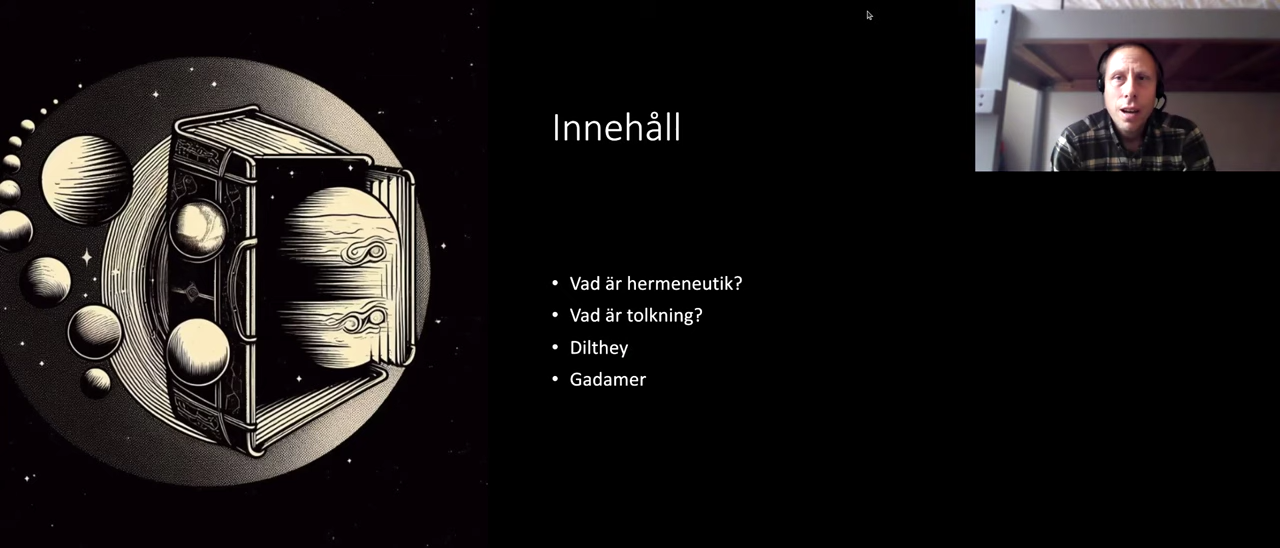 Innehåll
• Vad är hermeneutik?
• Vad är tolkning?
• Dilthey
• Gadamer